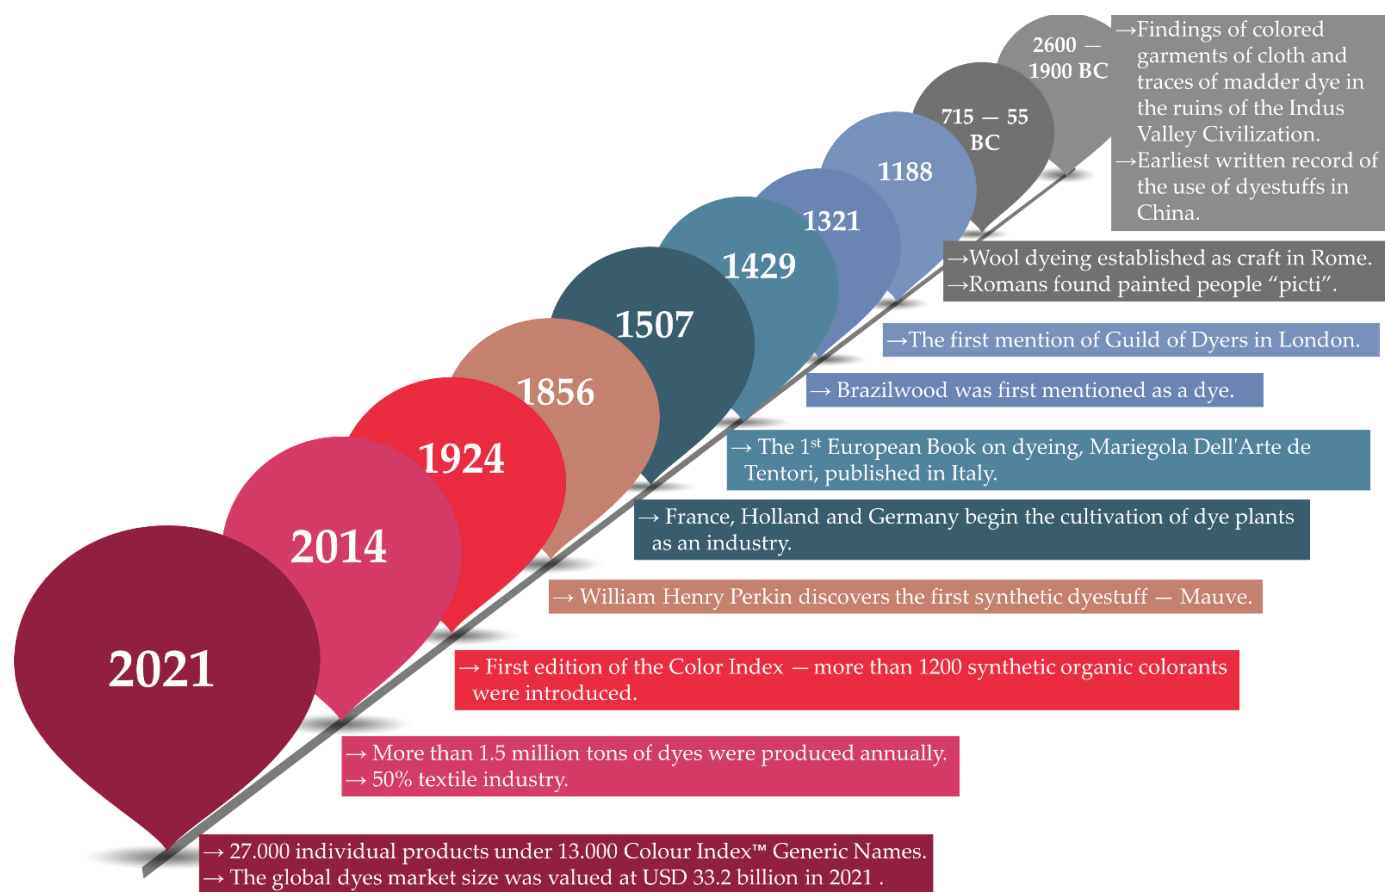 2600 —
1900 BC
→Findings of colored
garments of cloth and
traces of madder dye in
the ruins of the Indus
Valley Civilization.
→Earliest written record of
the use of dyestuffs in
China.
715 — 55
BC
→Wool dyeing established as craft in Rome.
→Romans found painted people “picti”.
1188
→The first mention of Guild of Dyers in London.
1321
→ Brazilwood was first mentioned as a dye.
1429
→ The 1st European Book on dyeing, Mariegola Dell'Arte de
Tentori, published in Italy.
1507
→ France, Holland and Germany begin the cultivation of dye plants
as an industry.
1856
→ William Henry Perkin discovers the first synthetic dyestuff — Mauve.
1924
→ First edition of the Color Index — more than 1200 synthetic organic colorants
were introduced.
2014
→ More than 1.5 million tons of dyes were produced annually.
→ 50% textile industry.
2021
→ 27.000 individual products under 13.000 Colour Index™ Generic Names.
→ The global dyes market size was valued at USD 33.2 billion in 2021 .